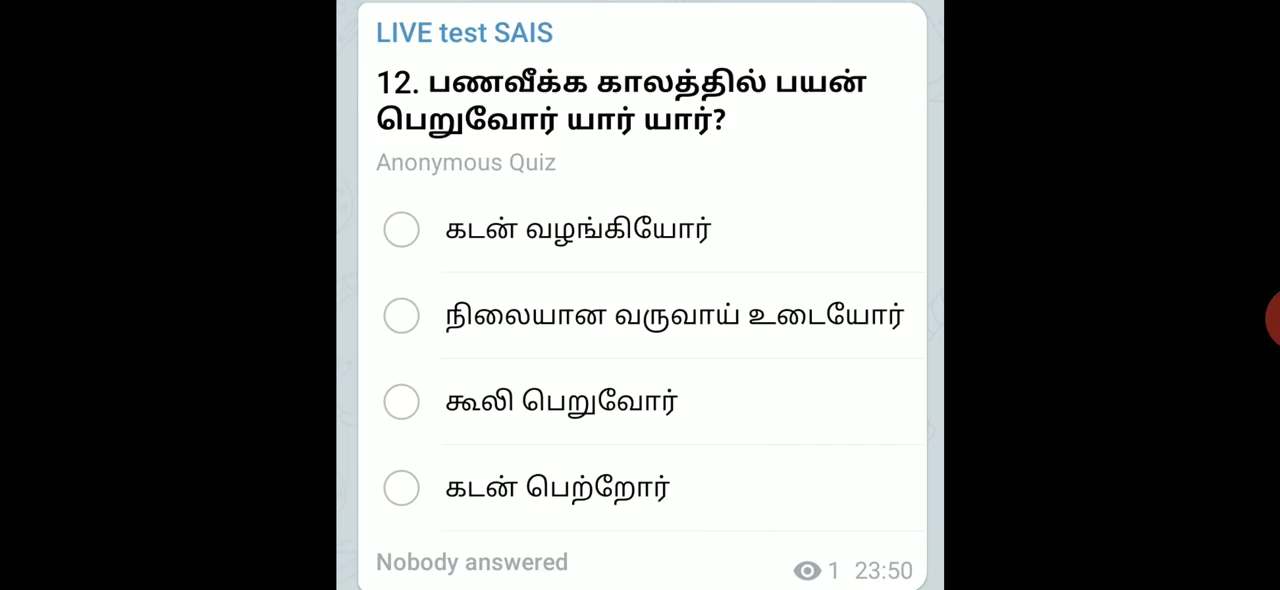 LIVE test SAIS
12. பணவீக்க காலத்தில் பயன்
பெறுவோர் யார் யார்?
Anonymous Quiz
கடன் வழங்கியோர்
நிலையான வருவாய் உடையோர்
கூலி பெறுவோர்
கடன் பெற்றோர்
Nobody answered
1 23:50